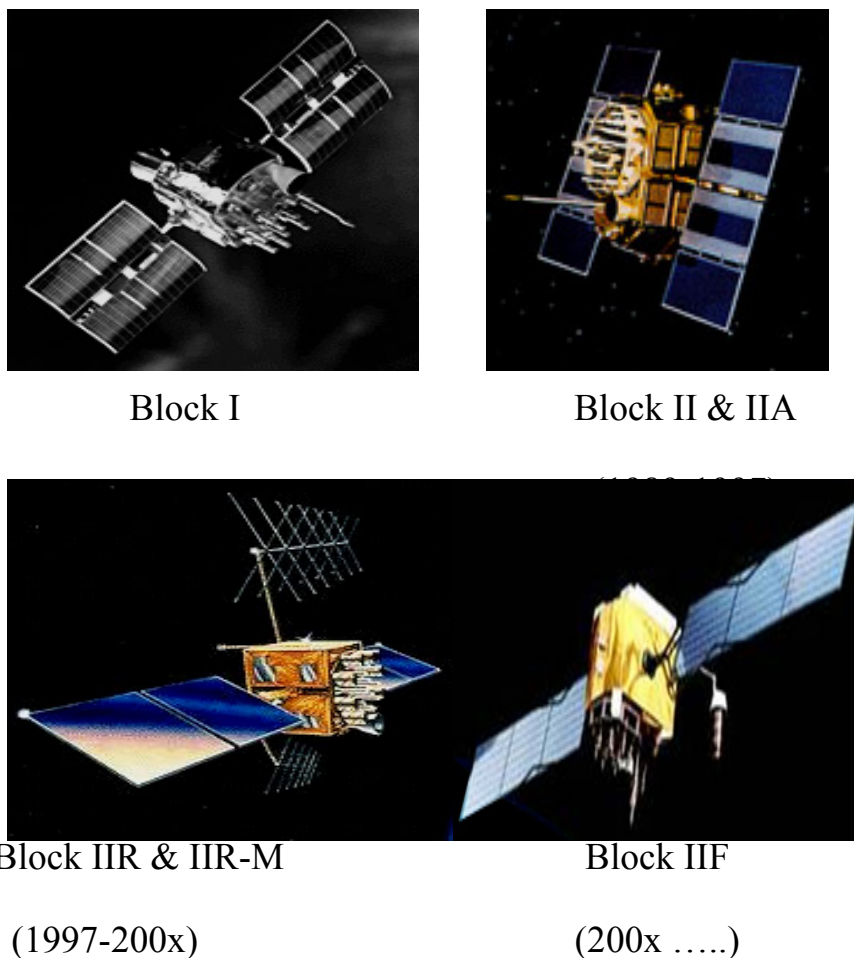 Block I
Block II & IIA
Block IIR & IIR-M
Block IIF
(1997-200x)
(200x …..)